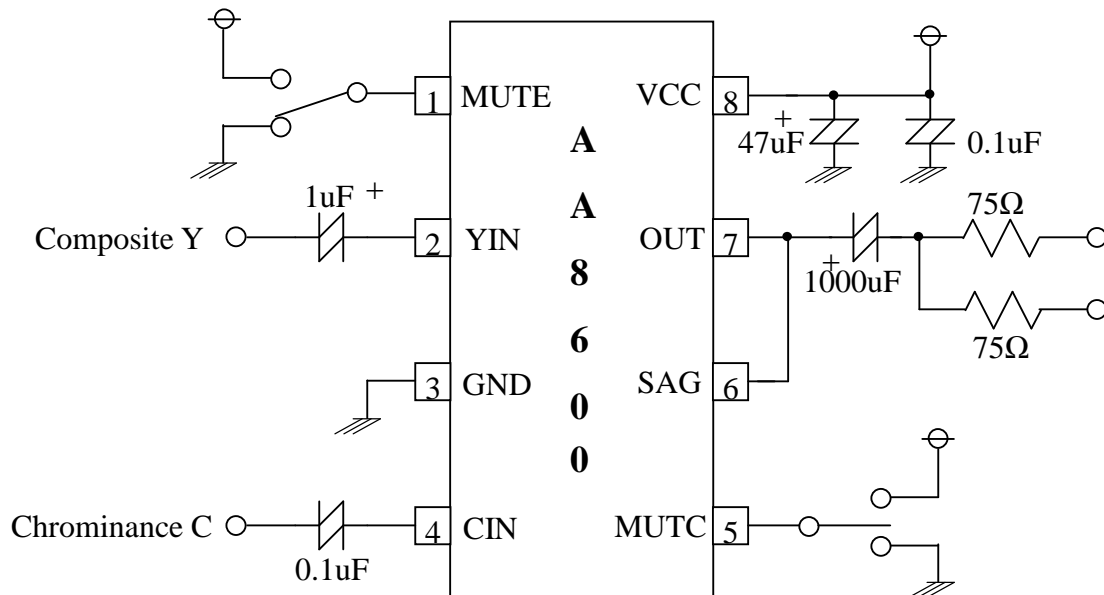 1 MUTE
VCC 8
+
47uF
0.1uF
A
A
8
6
0
0
1uF +
Composite Y
2 YIN
OUT 7
+
1000uF
75Ω
75Ω
3 GND
SAG 6
Chrominance C
4 CIN
0.1uF
MUTC 5